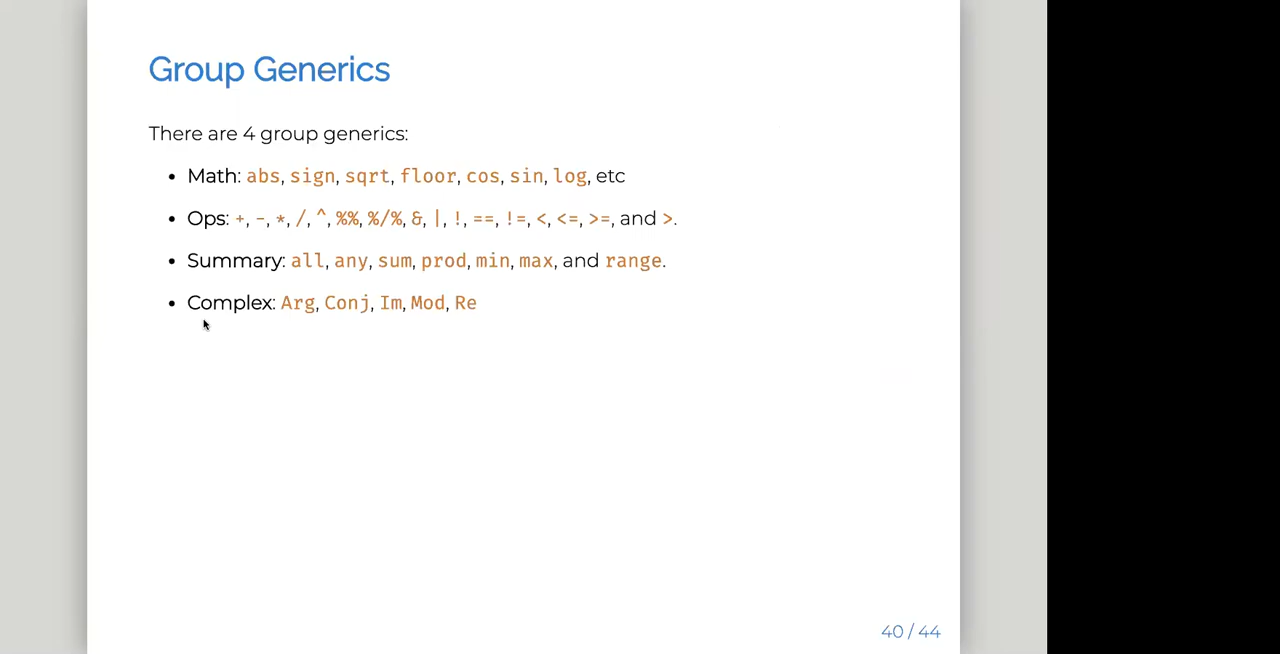 Group Generics
There are 4 group generics:
• Math: abs, sign, sqrt, floor, cos, sin, log, etc
• Ops: +, -, *, /, ^, %%, %/%, &, |, !, ==, !=, <, <=, >=, and >.
• Summary: all, any, sum, prod, min, max, and range.
• Complex: Arg, Conj, Im, Mod, Re
40 / 44